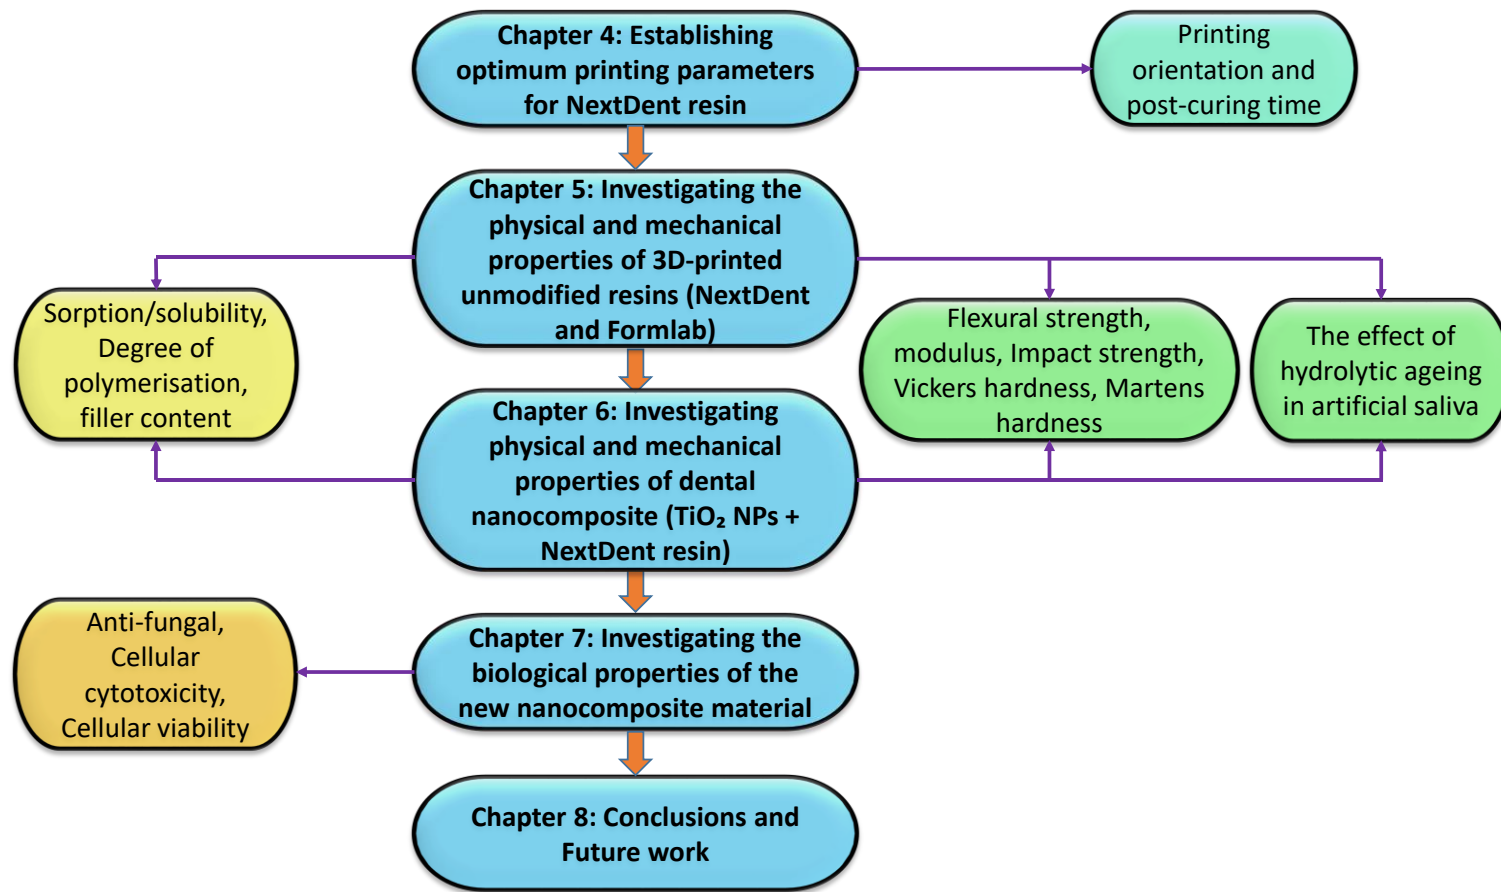 Chapter 4: Establishing
optimum printing parameters
for NextDent resin
Printing
orientation and
post-curing time
Chapter 5: Investigating the
physical and mechanical
properties of 3D-printed
unmodified resins (NextDent
and Formlab)
Sorption/solubility,
Degree of
polymerisation,
filler content
Flexural strength,
modulus, Impact strength,
Vickers hardness, Martens
hardness
The effect of
hydrolytic ageing
in artificial saliva
Chapter 6: Investigating
physical and mechanical
properties of dental
nanocomposite (TiO₂ NPs +
NextDent resin)
Chapter 7: Investigating the
biological properties of the
new nanocomposite material
Anti-fungal,
Cellular
cytotoxicity,
Cellular viability
Chapter 8: Conclusions and
Future work